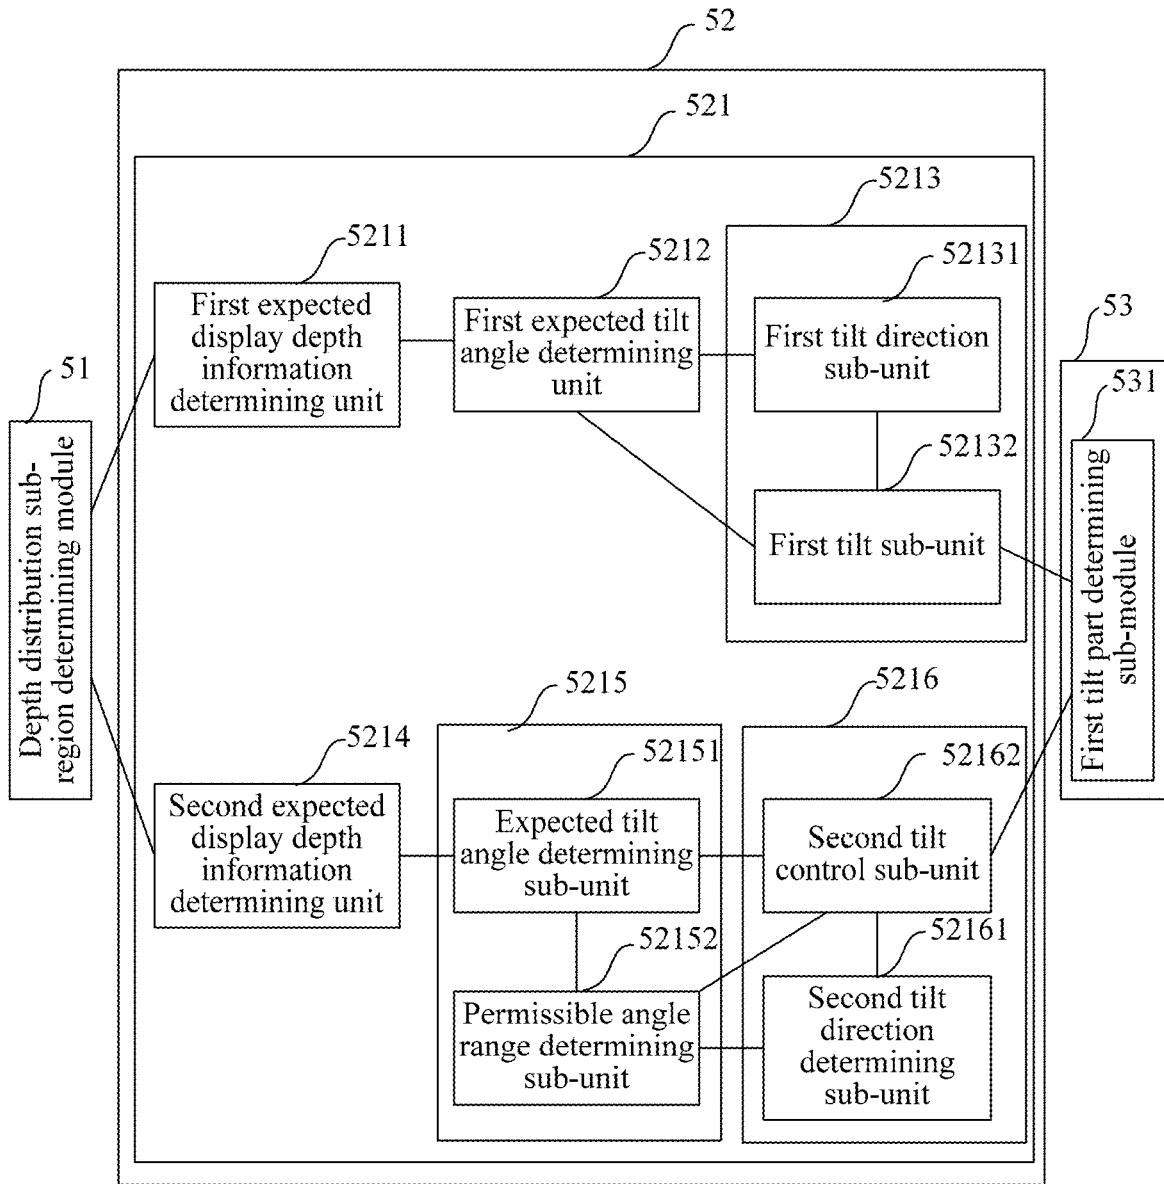 52
521
5213
5211
First expected
display depth
information
determining unit
5212
First expected tilt
angle determining
unit
52131
First tilt direction
sub-unit
52132
First tilt sub-unit
53
531
First tilt part determining
sub-module
51
Depth distribution sub-
region determining module
5214
Second expected
display depth
information
determining unit
5215
52151
Expected tilt
angle determining
sub-unit
52152
Permissible angle
range determining
sub-unit
5216
52162
Second tilt
control sub-unit
52161
Second tilt
direction
determining
sub-unit